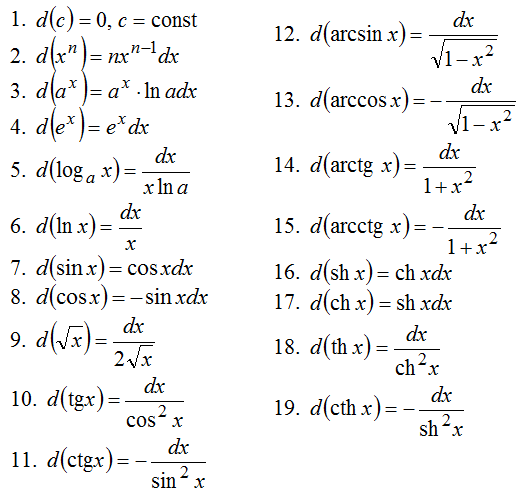 1. d(c) = 0, c = const
2. d(xⁿ) = nxⁿ⁻¹dx
3. d(aˣ) = aˣ · ln adx
4. d(eˣ) = eˣdx
5. d(logₐ x) = dx / (x ln a)
6. d(ln x) = dx / x
7. d(sin x) = cos xdx
8. d(cos x) = −sin xdx
9. d(√x) = dx / (2√x)
10. d(tgx) = dx / cos² x
11. d(ctgx) = − dx / sin² x
12. d(arcsin x) = dx / √(1 − x²)
13. d(arccos x) = − dx / √(1 − x²)
14. d(arctg x) = dx / (1 + x²)
15. d(arcctg x) = − dx / (1 + x²)
16. d(sh x) = ch xdx
17. d(ch x) = sh xdx
18. d(th x) = dx / ch²x
19. d(cth x) = − dx / sh²x